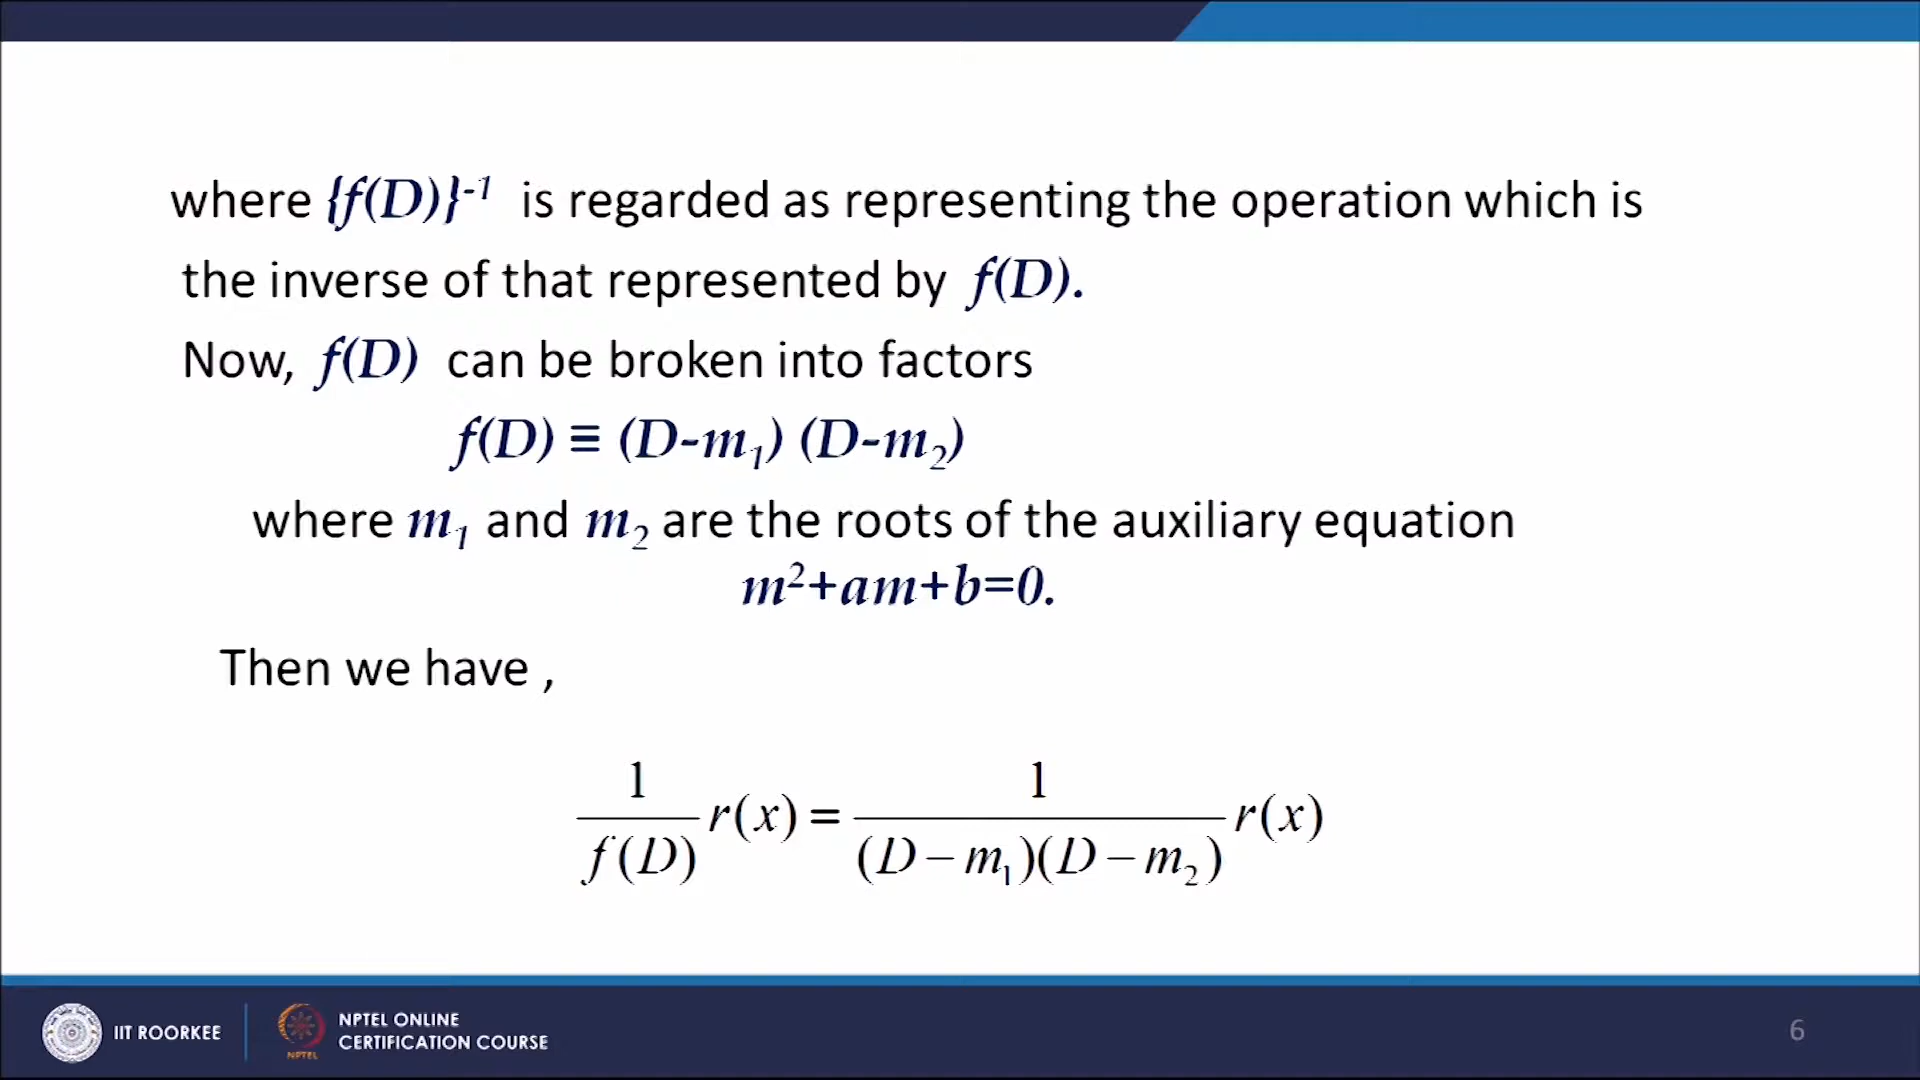 where {f(D)}⁻¹ is regarded as representing the operation which is
the inverse of that represented by f(D).
Now, f(D) can be broken into factors
f(D) ≡ (D-m₁) (D-m₂)
where m₁ and m₂ are the roots of the auxiliary equation
m²+am+b=0.
Then we have ,
1/f(D) r(x) = 1/((D−m₁)(D−m₂)) r(x)
IIT ROORKEE
NPTEL
NPTEL ONLINE
CERTIFICATION COURSE
6